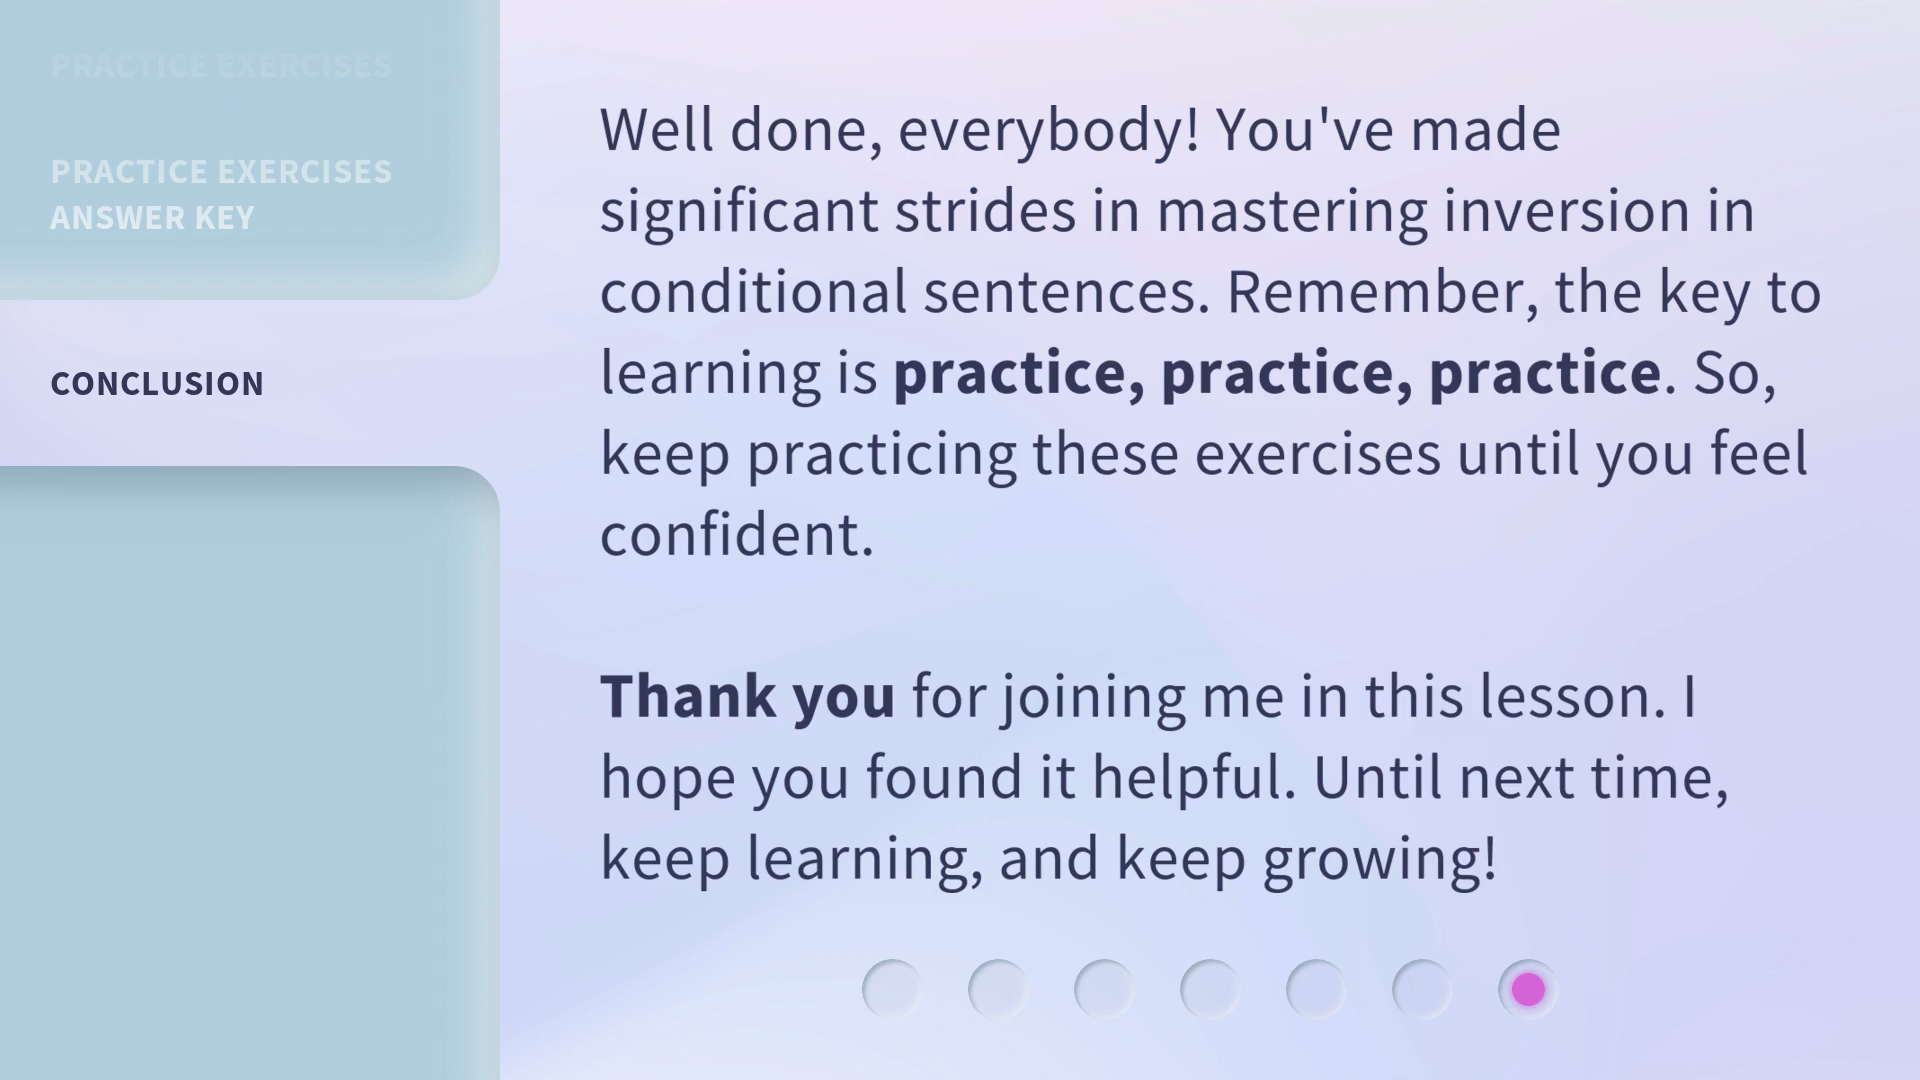 PRACTICE EXERCISES
PRACTICE EXERCISES
ANSWER KEY
CONCLUSION
Well done, everybody! You've made
significant strides in mastering inversion in
conditional sentences. Remember, the key to
learning is practice, practice, practice. So,
keep practicing these exercises until you feel
confident.
Thank you for joining me in this lesson. I
hope you found it helpful. Until next time,
keep learning, and keep growing!